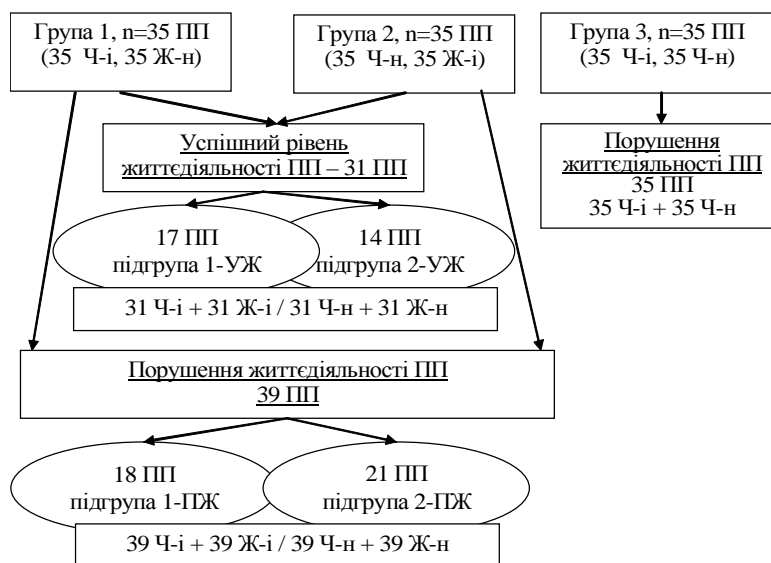 Група 1, n=35 ПП
(35 Ч-і, 35 Ж-н)
Група 2, n=35 ПП
(35 Ч-н, 35 Ж-і)
Група 3, n=35 ПП
(35 Ч-і, 35 Ч-н)
Успішний рівень
життєдіяльності ПП – 31 ПП
Порушення
життєдіяльності ПП
35 ПП
35 Ч-і + 35 Ч-н
17 ПП
підгрупа 1-УЖ
14 ПП
підгрупа 2-УЖ
31 Ч-і + 31 Ж-і / 31 Ч-н + 31 Ж-н
Порушення життєдіяльності ПП
39 ПП
18 ПП
підгрупа 1-ПЖ
21 ПП
підгрупа 2-ПЖ
39 Ч-і + 39 Ж-і / 39 Ч-н + 39 Ж-н